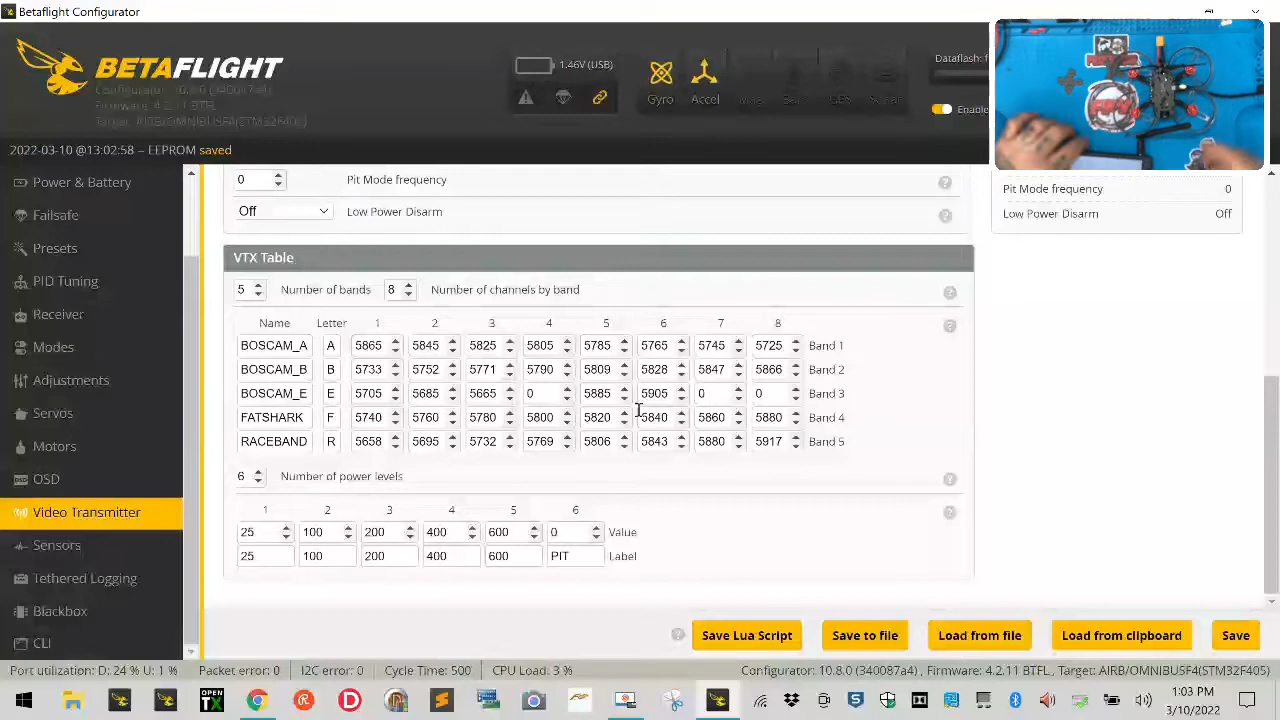 Betaflight Configurator
BETAFLIGHT
Target: AIRB/OMNIBUSF4(STM32F405)
1.46V (USB)
Gyro
Accel
Dataflash: f
Enable
2022-03-10 @13:02:58 – EEPROM saved
Power & Battery
Failsafe
Presets
PID Tuning
Receiver
Modes
Adjustments
Servos
Motors
OSD
Video Transmitter
Sensors
Tethered Logging
Blackbox
CLI
0 Pit Mode frequency
Off Low Power Disarm
Pit Mode frequency 0
Low Power Disarm Off
VTX Table
5 Number of bands 8 Number of channels by band
Name Letter 1 2 3 4 5 6 7 8
BOSCAM_A A 5865 5845 5825 5805 5785 5765 5745 5725 Band 1
BOSCAM_B B 5733 5752 5771 5790 5809 5828 5847 5866 Band 2
BOSCAM_E E 5705 5685 5665 0 5885 5905 0 0 Band 3
FATSHARK F 5740 5760 5780 5800 5820 5840 5860 5880 Band 4
RACEBAND R 5658 5695 5732 5769 5806 5843 5880 5917 Band 5
6 Number of power levels
1 2 3 4 5 6
25 100 200 400 600 0 Value
25 100 200 400 600 PIT Label
Save Lua Script
Save to file
Load from file
Load from clipboard
Save
Port utilization: D: 24 % U: 1 % Packet error: 0 I2C error: 0 Cycle Time: 500 CPU Load: 3 % Configurator: 10.8.0 (340087a4), Firmware: 4.2.11 BTFL, Target: AIRB/OMNIBUSF4(STM32F405)
OPEN TX
1:03 PM
3/10/2022